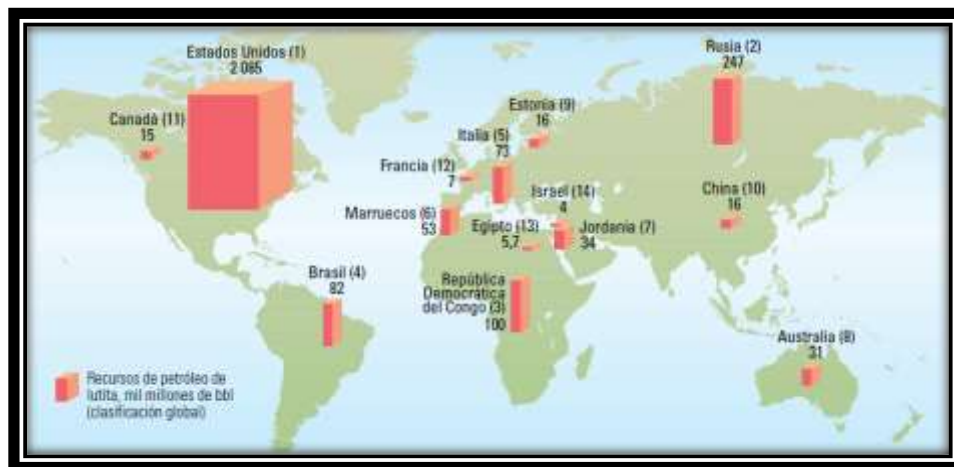 Estados Unidos (1)
2 085
Rusia (2)
247
Canadá (11)
15
Estonia (9)
16
Italia (5)
73
Francia (12)
7
Israel (14)
4
China (10)
16
Marruecos (6)
53
Egipto (13)
5,7
Jordania (7)
34
Brasil (4)
82
República
Democrática
del Congo (3)
100
Australia (8)
31
Recursos de petróleo de
lutita, mil millones de bbl
(clasificación global)